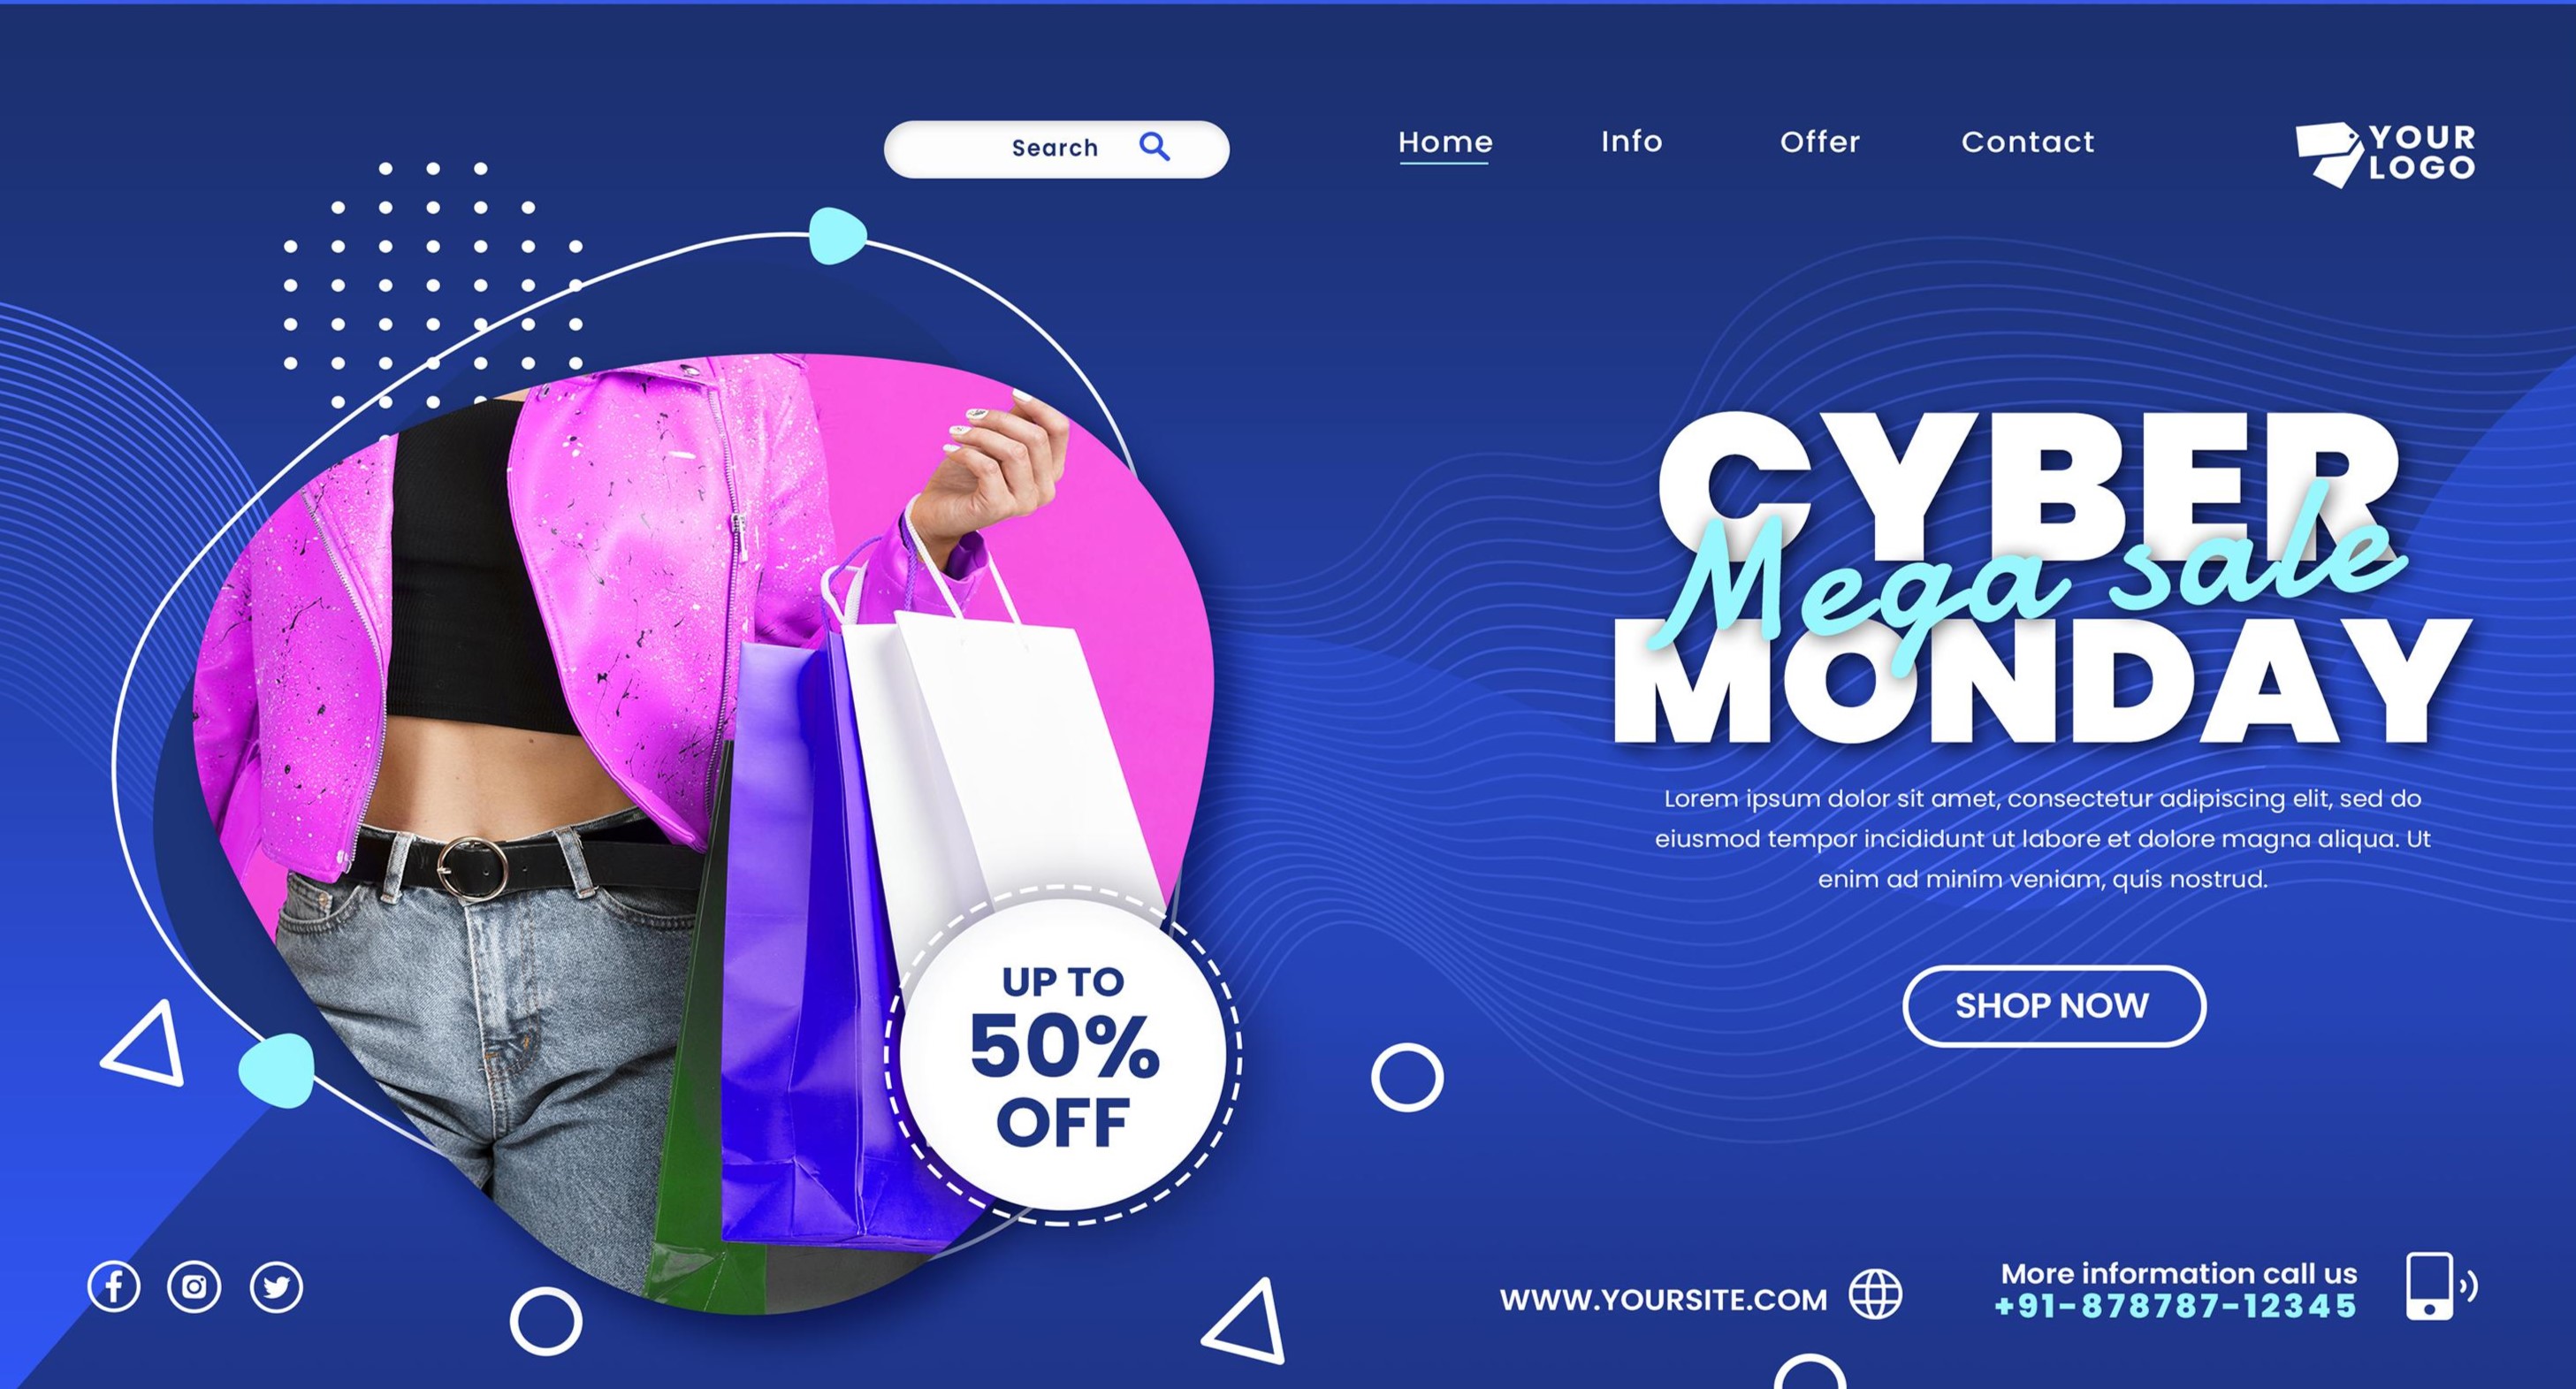 Search
Home
Info
Offer
Contact
YOUR
LOGO
CYBER
Mega sale
MONDAY
Lorem ipsum dolor sit amet, consectetur adipiscing elit, sed do
eiusmod tempor incididunt ut labore et dolore magna aliqua. Ut
enim ad minim veniam, quis nostrud.
SHOP NOW
UP TO
50%
OFF
WWW.YOURSITE.COM
More information call us
+91-878787-12345